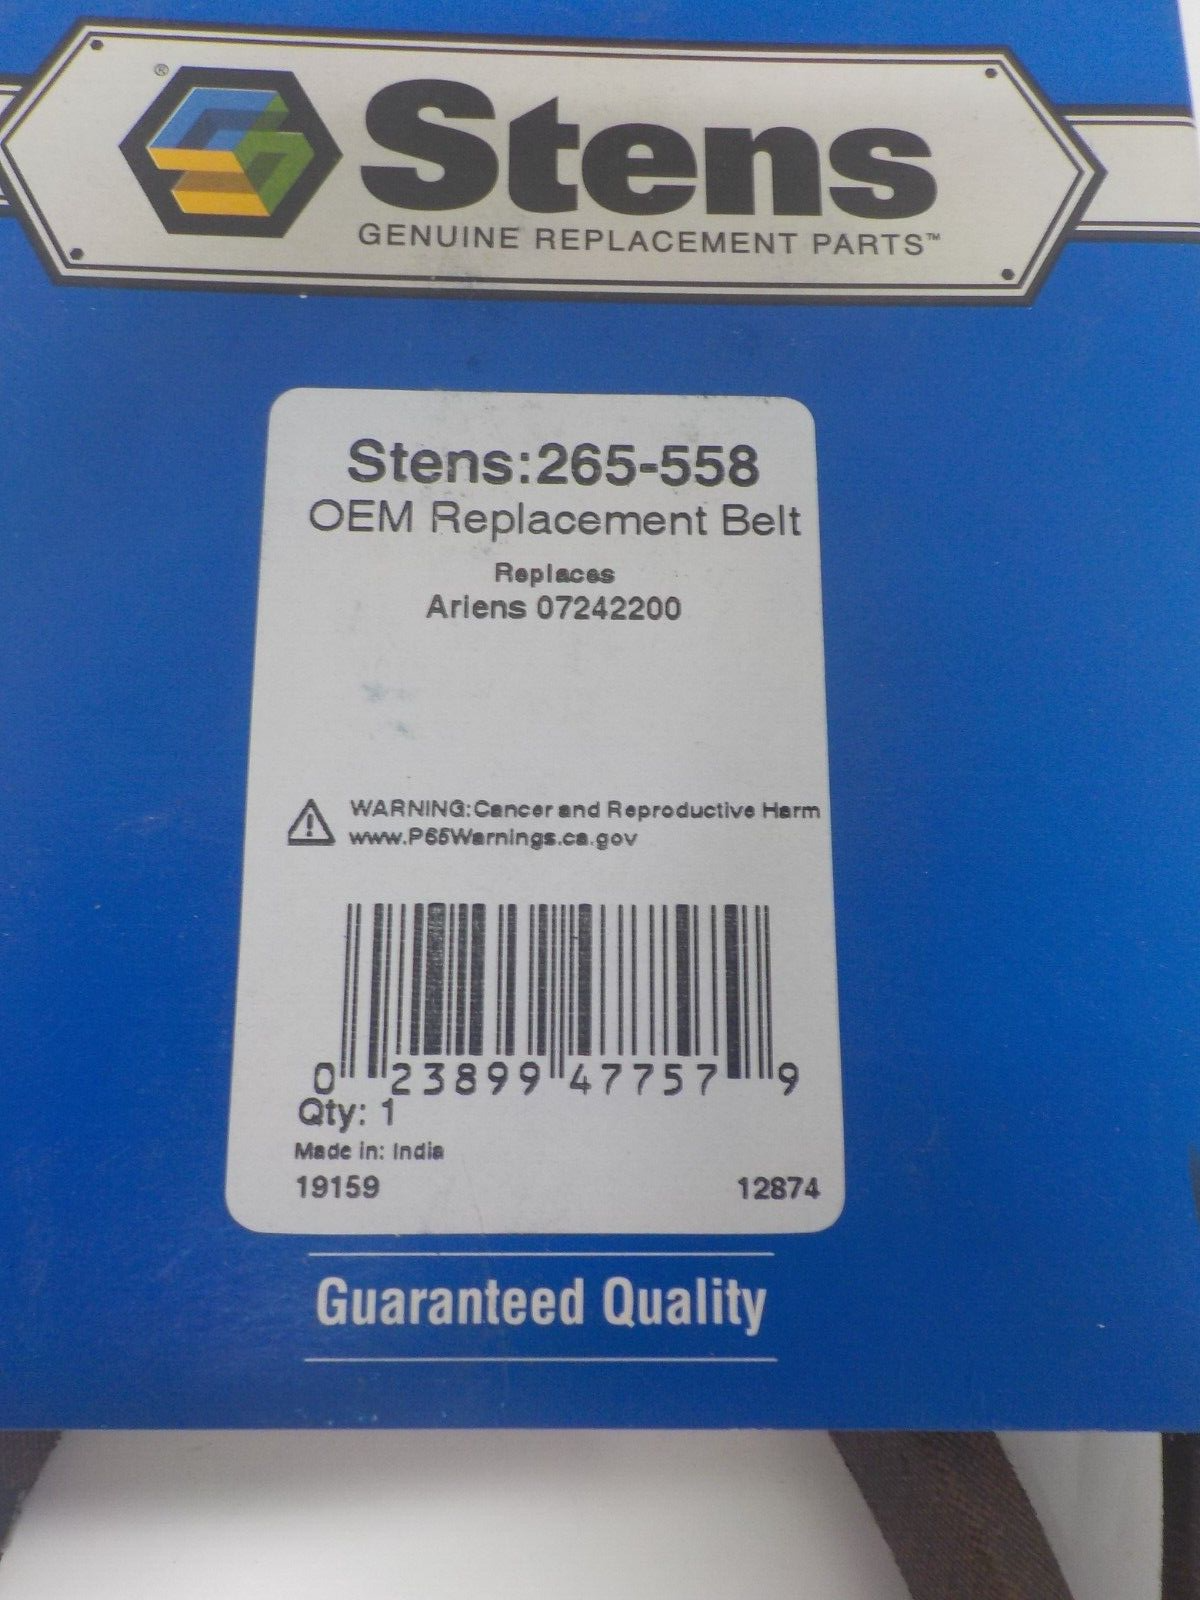 ®
Stens
GENUINE REPLACEMENT PARTS™
Stens:265-558
OEM Replacement Belt
Replaces
Ariens 07242200
WARNING:Cancer and Reproductive Harm
www.P65Warnings.ca.gov
0 23899 47757 9
Qty: 1
Made in: India
19159 12874
Guaranteed Quality